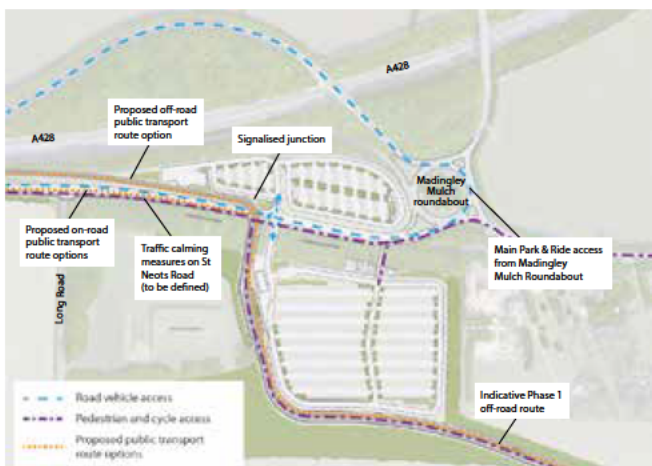 A428
A428
Proposed off-road
public transport
route option
Signalised junction
Madingley
Mulch
roundabout
Proposed on-road
public transport
route options
Traffic calming
measures on St
Neots Road
(to be defined)
Main Park & Ride access
from Madingley
Mulch Roundabout
Long Road
Indicative Phase 1
off-road route
Road vehicle access
Pedestrian and cycle access
Proposed public transport
route options